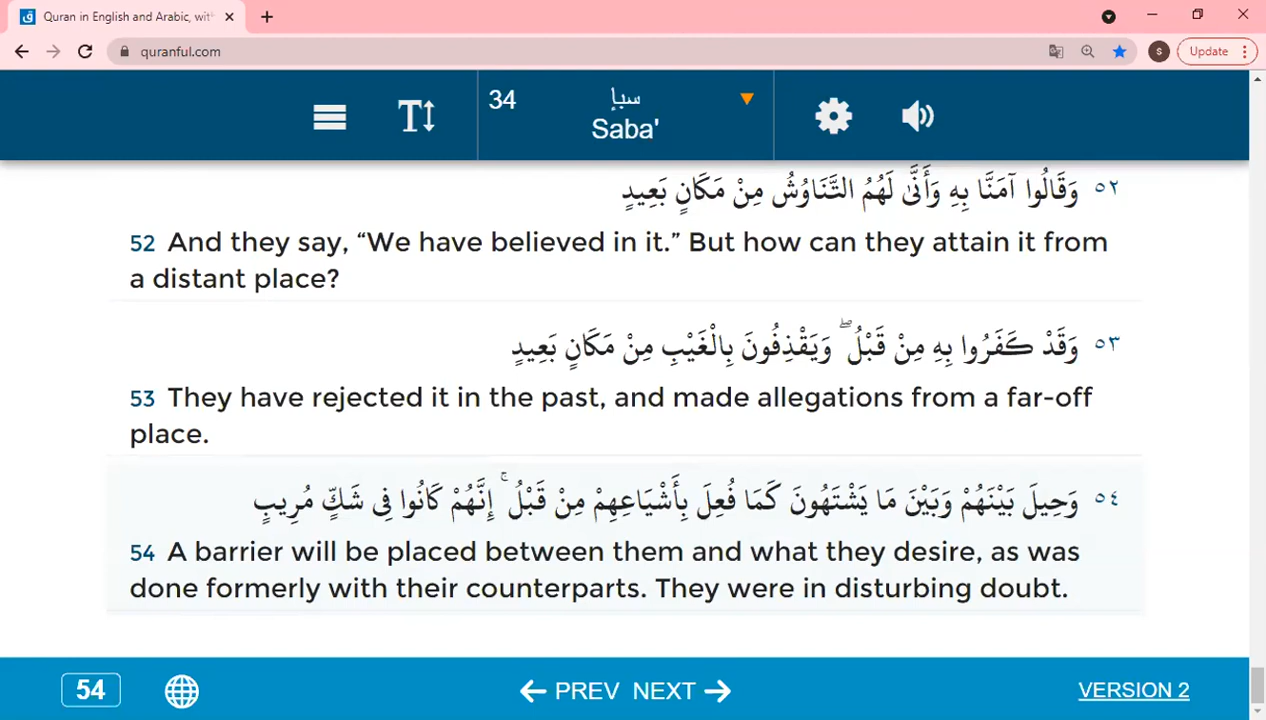 Quran in English and Arabic, wit
quranful.com
Update
34
سبإ
Saba'
٥٢ وَقَالُوا آمَنَّا بِهِ وَأَنَّىٰ لَهُمُ التَّنَاوُشُ مِنْ مَكَانٍ بَعِيدٍ
52 And they say, “We have believed in it.” But how can they attain it from
a distant place?
٥٣ وَقَدْ كَفَرُوا بِهِ مِنْ قَبْلُ ۖ وَيَقْذِفُونَ بِالْغَيْبِ مِنْ مَكَانٍ بَعِيدٍ
53 They have rejected it in the past, and made allegations from a far-off
place.
٥٤ وَحِيلَ بَيْنَهُمْ وَبَيْنَ مَا يَشْتَهُونَ كَمَا فُعِلَ بِأَشْيَاعِهِمْ مِنْ قَبْلُ ۚ إِنَّهُمْ كَانُوا فِي شَكٍّ مُرِيبٍ
54 A barrier will be placed between them and what they desire, as was
done formerly with their counterparts. They were in disturbing doubt.
54
PREV NEXT
VERSION 2